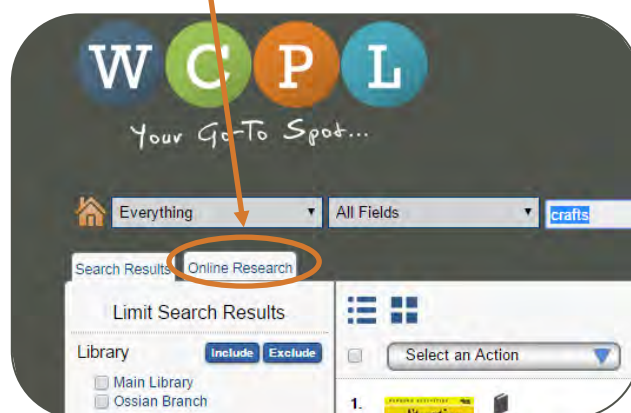 W C P L
Your Go-To Spot...
Everything All Fields crafts
Search Results Online Research
Limit Search Results
Library Include Exclude Select an Action
Main Library
Ossian Branch 1.